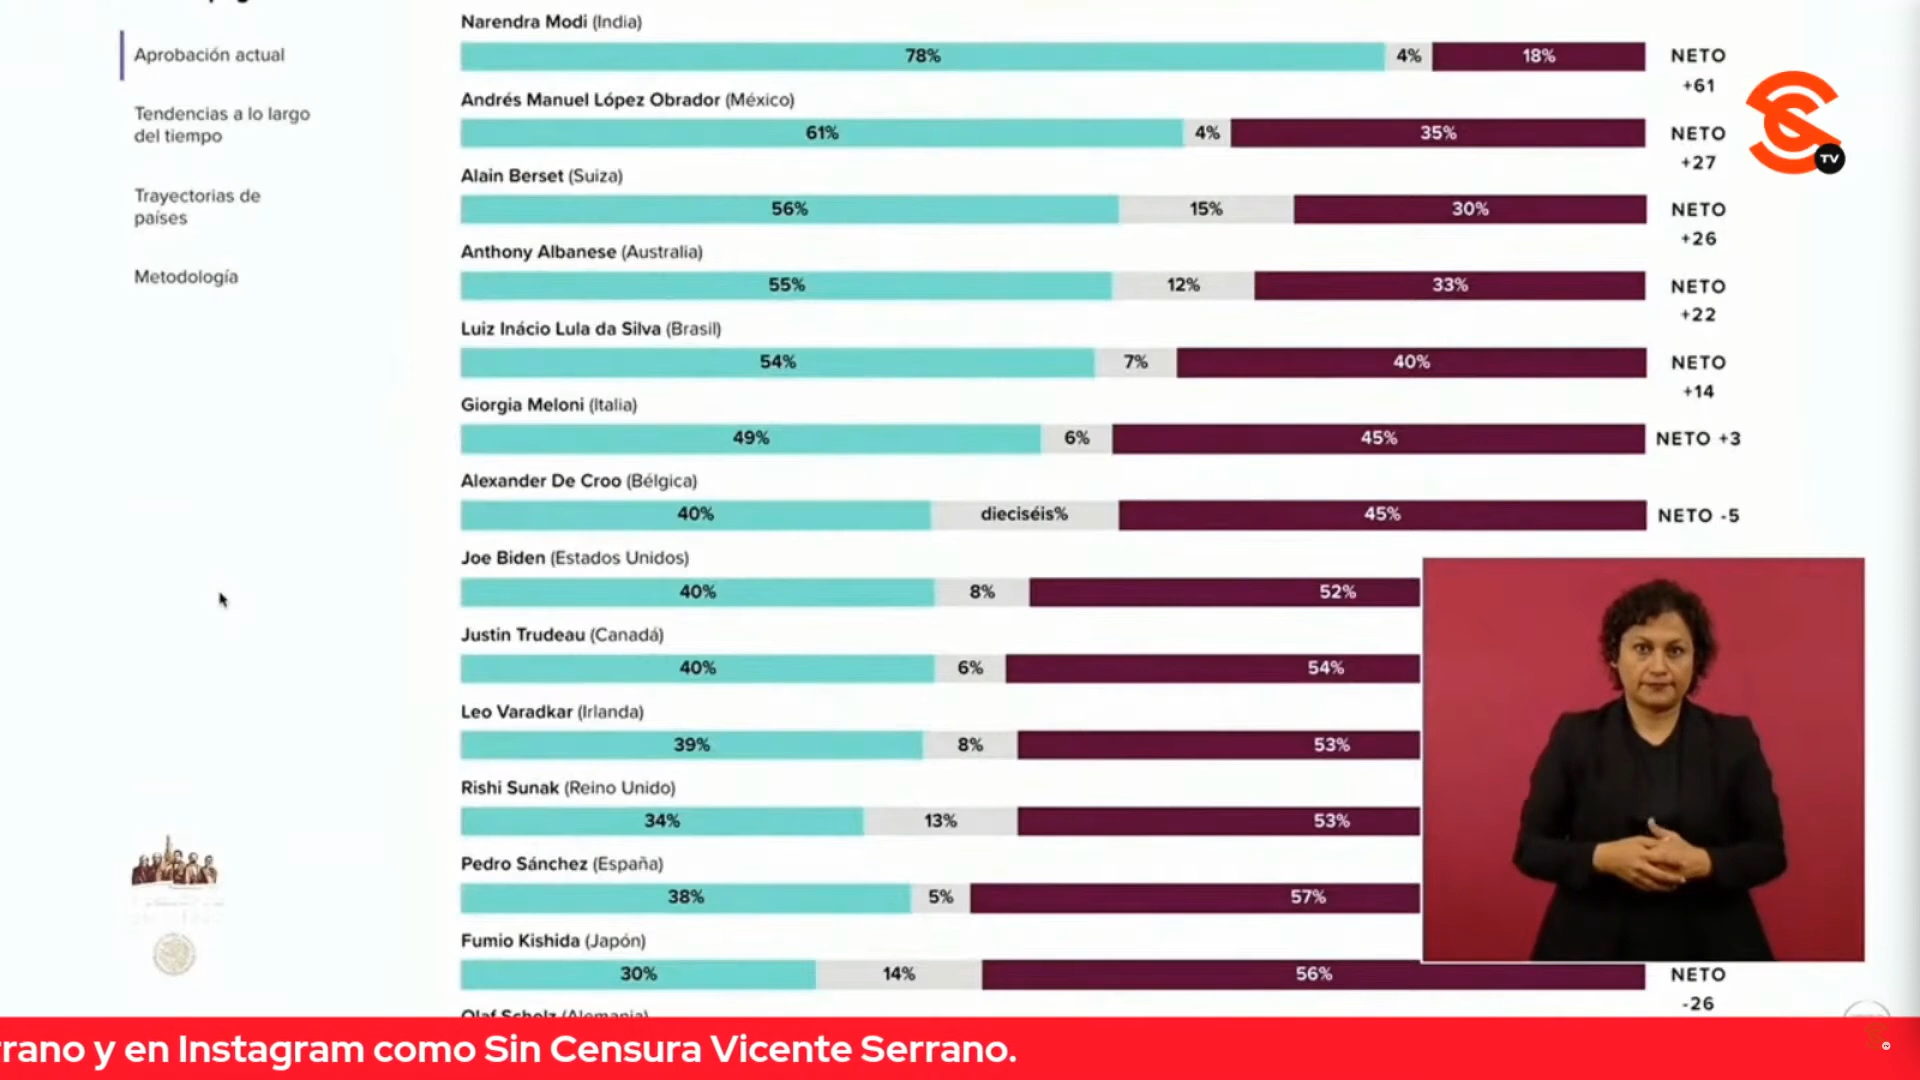 Narendra Modi (India)
78% 4% 18% NETO
+61
Aprobación actual
Tendencias a lo largo
del tiempo
Trayectorias de
países
Metodología
Andrés Manuel López Obrador (México)
61% 4% 35% NETO
+27
TV
Alain Berset (Suiza)
56% 15% 30% NETO
+26
Anthony Albanese (Australia)
55% 12% 33% NETO
+22
Luiz Inácio Lula da Silva (Brasil)
54% 7% 40% NETO
+14
Giorgia Meloni (Italia)
49% 6% 45% NETO +3
Alexander De Croo (Bélgica)
40% dieciséis% 45% NETO -5
Joe Biden (Estados Unidos)
40% 8% 52%
Justin Trudeau (Canadá)
40% 6% 54%
Leo Varadkar (Irlanda)
39% 8% 53%
Rishi Sunak (Reino Unido)
34% 13% 53%
Pedro Sánchez (España)
38% 5% 57%
Fumio Kishida (Japón)
30% 14% 56% NETO
-26
Olaf Scholz (Alemania)
rrano y en Instagram como Sin Censura Vicente Serrano.